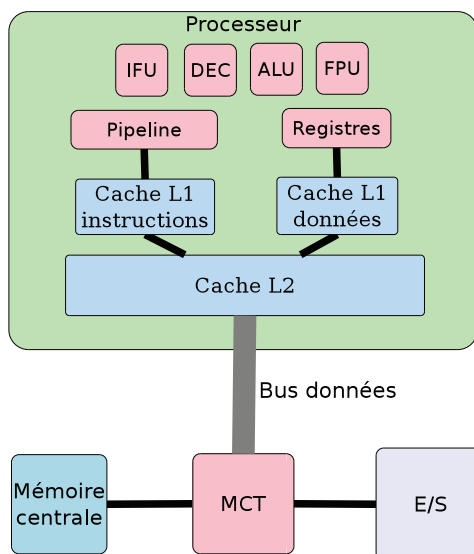 Processeur
IFU
DEC
ALU
FPU
Pipeline
Registres
Cache L1
instructions
Cache L1
données
Cache L2
Bus données
Mémoire
centrale
MCT
E/S